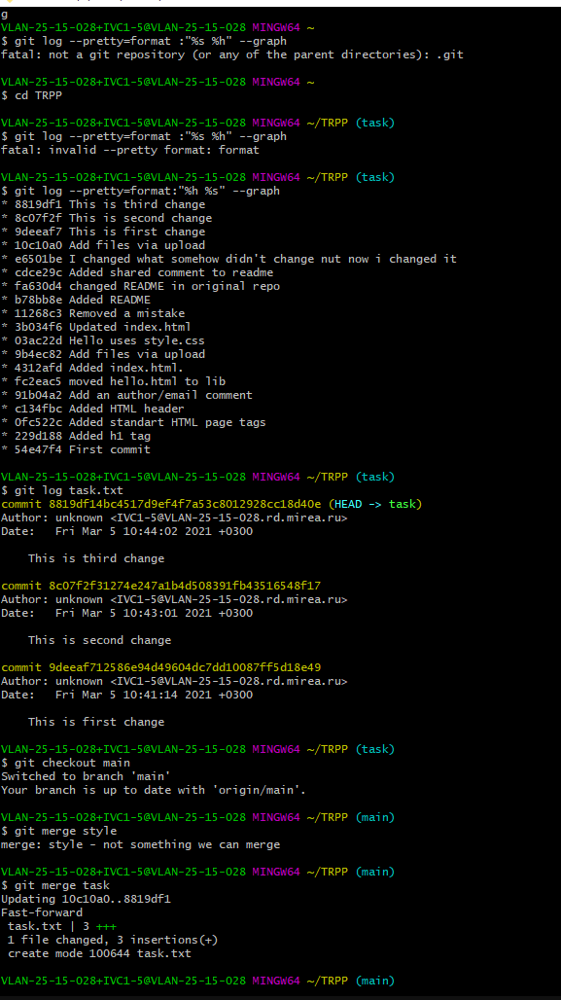 g
VLAN-25-15-028+IVC1-5@VLAN-25-15-028 MINGW64 ~
$ git log --pretty=format :"%s %h" --graph
fatal: not a git repository (or any of the parent directories): .git

VLAN-25-15-028+IVC1-5@VLAN-25-15-028 MINGW64 ~
$ cd TRPP

VLAN-25-15-028+IVC1-5@VLAN-25-15-028 MINGW64 ~/TRPP (task)
$ git log --pretty=format :"%s %h" --graph
fatal: invalid --pretty format: format

VLAN-25-15-028+IVC1-5@VLAN-25-15-028 MINGW64 ~/TRPP (task)
$ git log --pretty=format:"%h %s" --graph
* 8819df1 This is third change
* 8c07f2f This is second change
* 9deeaf7 This is first change
* 10c10a0 Add files via upload
* e6501be I changed what somehow didn't change nut now i changed it
* cdce29c Added shared comment to readme
* fa630d4 changed README in original repo
* b78bb8e Added README
* 11268c3 Removed a mistake
* 3b034f6 Updated index.html
* 03ac22d Hello uses style.css
* 9b4ec82 Add files via upload
* 4312afd Added index.html.
* fc2eac5 moved hello.html to lib
* 91b04a2 Add an author/email comment
* c134fbc Added HTML header
* 0fc522c Added standart HTML page tags
* 229d188 Added h1 tag
* 54e47f4 First commit

VLAN-25-15-028+IVC1-5@VLAN-25-15-028 MINGW64 ~/TRPP (task)
$ git log task.txt
commit 8819df14bc4517d9ef4f7a53c8012928cc18d40e (HEAD -> task)
Author: unknown <IVC1-5@VLAN-25-15-028.rd.mirea.ru>
Date:   Fri Mar 5 10:44:02 2021 +0300

    This is third change

commit 8c07f2f31274e247a1b4d508391fb43516548f17
Author: unknown <IVC1-5@VLAN-25-15-028.rd.mirea.ru>
Date:   Fri Mar 5 10:43:01 2021 +0300

    This is second change

commit 9deeaf712586e94d49604dc7dd10087ff5d18e49
Author: unknown <IVC1-5@VLAN-25-15-028.rd.mirea.ru>
Date:   Fri Mar 5 10:41:14 2021 +0300

    This is first change

VLAN-25-15-028+IVC1-5@VLAN-25-15-028 MINGW64 ~/TRPP (task)
$ git checkout main
Switched to branch 'main'
Your branch is up to date with 'origin/main'.

VLAN-25-15-028+IVC1-5@VLAN-25-15-028 MINGW64 ~/TRPP (main)
$ git merge style
merge: style - not something we can merge

VLAN-25-15-028+IVC1-5@VLAN-25-15-028 MINGW64 ~/TRPP (main)
$ git merge task
Updating 10c10a0..8819df1
Fast-forward
 task.txt | 3 +++
 1 file changed, 3 insertions(+)
 create mode 100644 task.txt

VLAN-25-15-028+IVC1-5@VLAN-25-15-028 MINGW64 ~/TRPP (main)